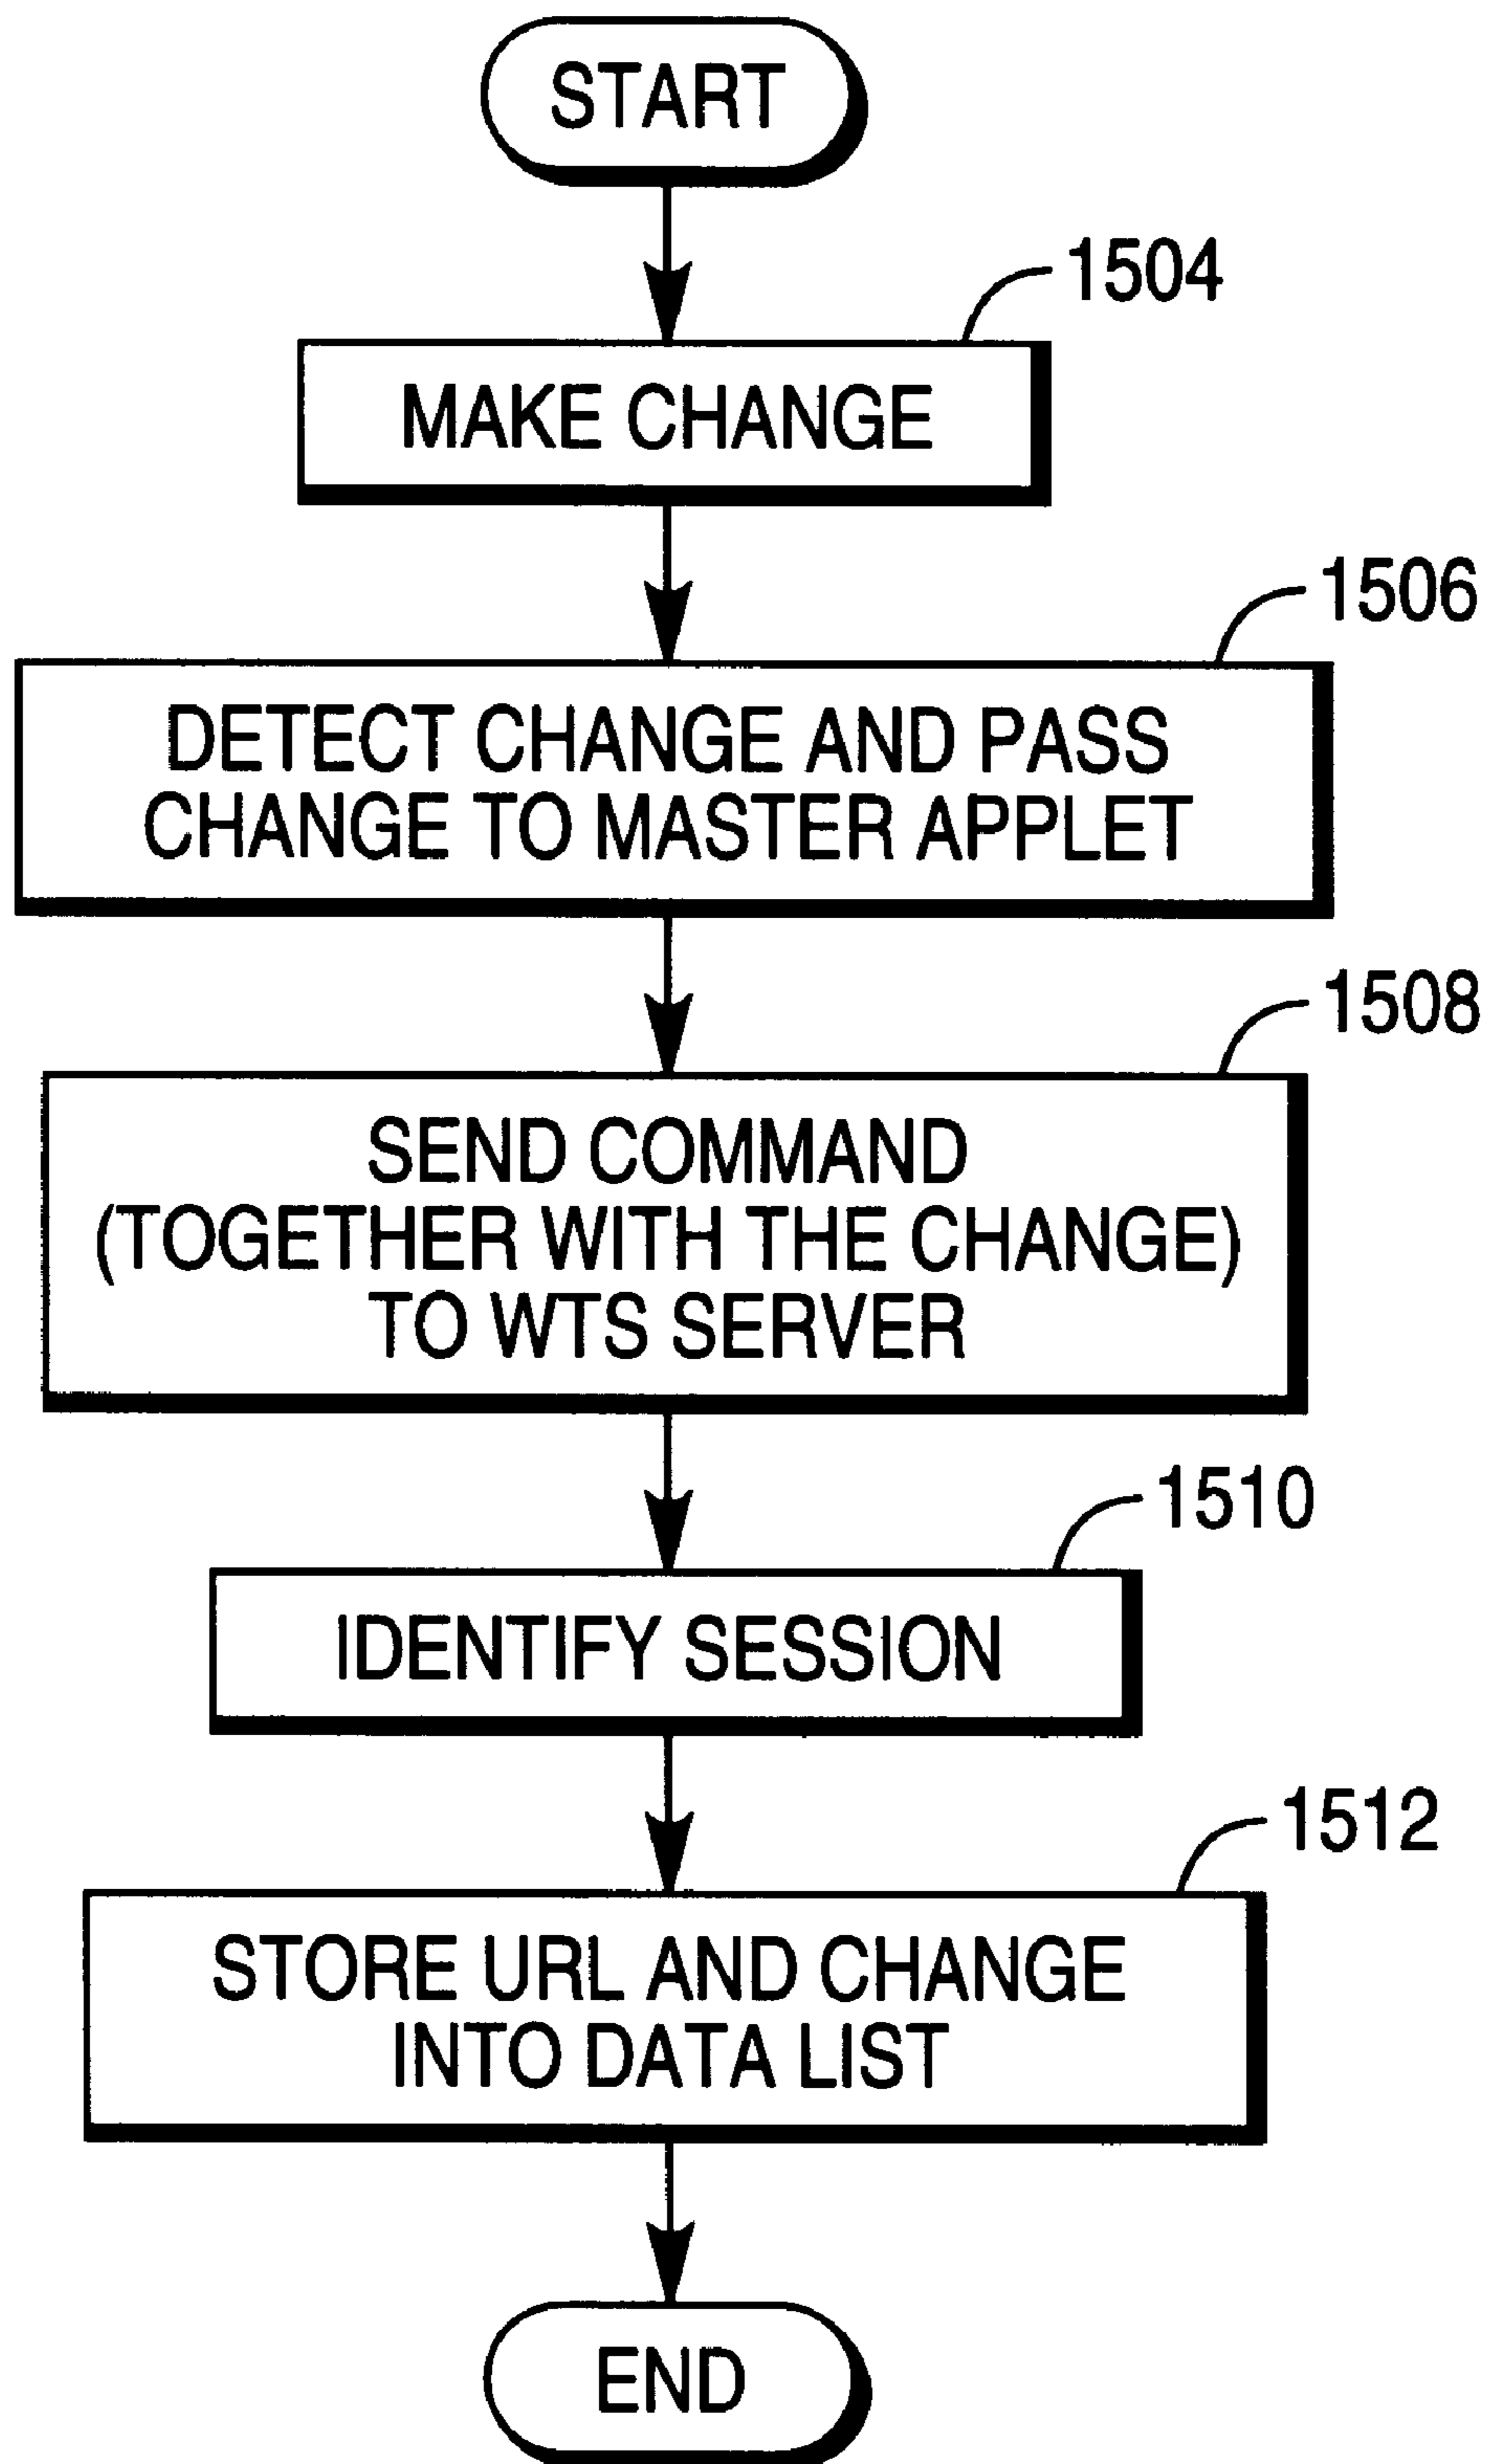 START
1504
MAKE CHANGE
1506
DETECT CHANGE AND PASS
CHANGE TO MASTER APPLET
1508
SEND COMMAND
(TOGETHER WITH THE CHANGE)
TO WTS SERVER
1510
IDENTIFY SESSION
1512
STORE URL AND CHANGE
INTO DATA LIST
END